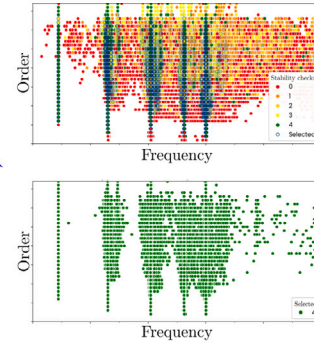 Order
Stability check
0
1
2
3
4
Selected
Frequency
Order
Selected
4
Frequency